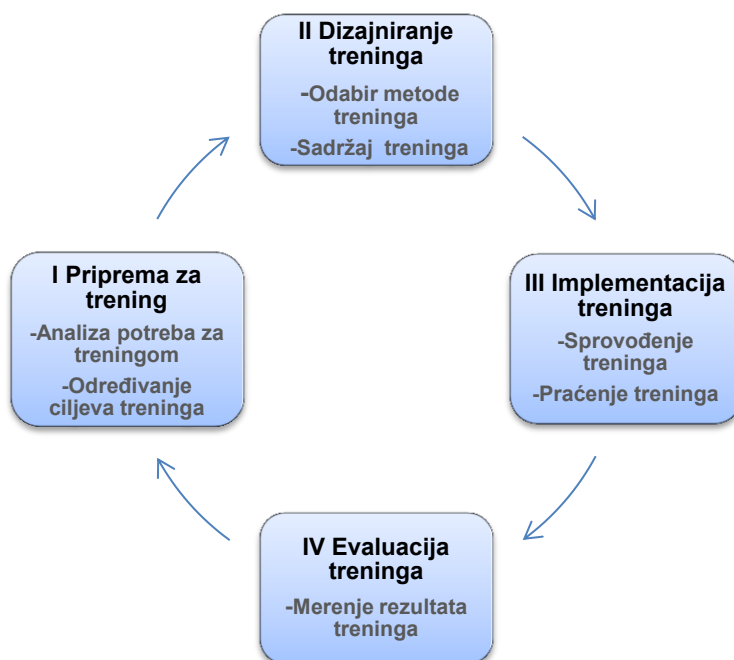 II Dizajniranje
treninga
-Odabir metode
treninga
-Sadržaj treninga
I Priprema za
trening
-Analiza potreba za
treningom
-Određivanje
ciljeva treninga
III Implementacija
treninga
-Sprovođenje
treninga
-Praćenje treninga
IV Evaluacija
treninga
-Merenje rezultata
treninga